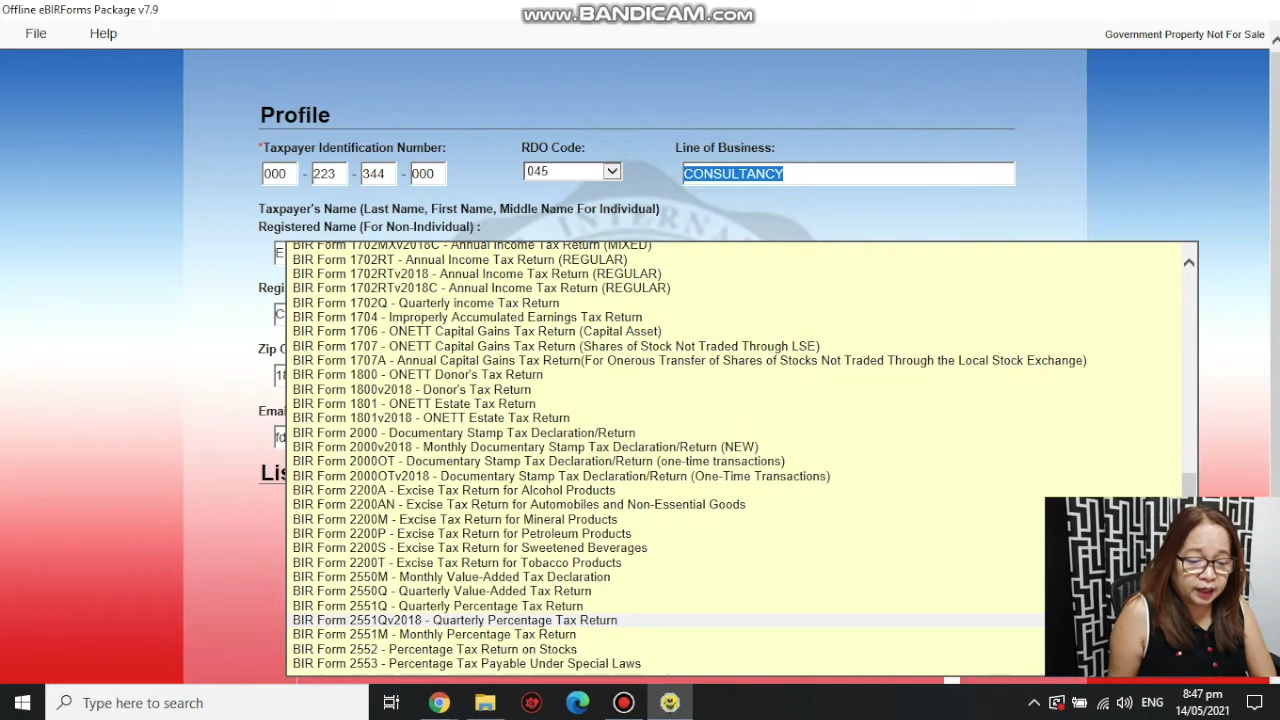 Offline eBIRForms Package v7.9
www.BANDICAM.com
File Help
Government Property Not For Sale
Profile
*Taxpayer Identification Number: RDO Code: Line of Business:
000 - 223 - 344 - 000 045 CONSULTANCY
Taxpayer's Name (Last Name, First Name, Middle Name For Individual)
Registered Name (For Non-Individual) :
INTERNA
BIR Form 1702MXv2018C - Annual Income Tax Return (MIXED)
BIR Form 1702RT - Annual Income Tax Return (REGULAR)
BIR Form 1702RTv2018 - Annual Income Tax Return (REGULAR)
BIR Form 1702RTv2018C - Annual Income Tax Return (REGULAR)
BIR Form 1702Q - Quarterly income Tax Return
BIR Form 1704 - Improperly Accumulated Earnings Tax Return
BIR Form 1706 - ONETT Capital Gains Tax Return (Capital Asset)
BIR Form 1707 - ONETT Capital Gains Tax Return (Shares of Stock Not Traded Through LSE)
BIR Form 1707A - Annual Capital Gains Tax Return(For Onerous Transfer of Shares of Stocks Not Traded Through the Local Stock Exchange)
BIR Form 1800 - ONETT Donor's Tax Return
BIR Form 1800v2018 - Donor's Tax Return
BIR Form 1801 - ONETT Estate Tax Return
BIR Form 1801v2018 - ONETT Estate Tax Return
BIR Form 2000 - Documentary Stamp Tax Declaration/Return
BIR Form 2000v2018 - Monthly Documentary Stamp Tax Declaration/Return (NEW)
BIR Form 2000OT - Documentary Stamp Tax Declaration/Return (one-time transactions)
BIR Form 2000OTv2018 - Documentary Stamp Tax Declaration/Return (One-Time Transactions)
BIR Form 2200A - Excise Tax Return for Alcohol Products
BIR Form 2200AN - Excise Tax Return for Automobiles and Non-Essential Goods
BIR Form 2200M - Excise Tax Return for Mineral Products
BIR Form 2200P - Excise Tax Return for Petroleum Products
BIR Form 2200S - Excise Tax Return for Sweetened Beverages
BIR Form 2200T - Excise Tax Return for Tobacco Products
BIR Form 2550M - Monthly Value-Added Tax Declaration
BIR Form 2550Q - Quarterly Value-Added Tax Return
BIR Form 2551Q - Quarterly Percentage Tax Return
BIR Form 2551Qv2018 - Quarterly Percentage Tax Return
BIR Form 2551M - Monthly Percentage Tax Return
BIR Form 2552 - Percentage Tax Return on Stocks
BIR Form 2553 - Percentage Tax Payable Under Special Laws
E
Regi
C
Zip C
18
Emai
fd
Lis
Type here to search
ENG
8:47 pm
14/05/2021